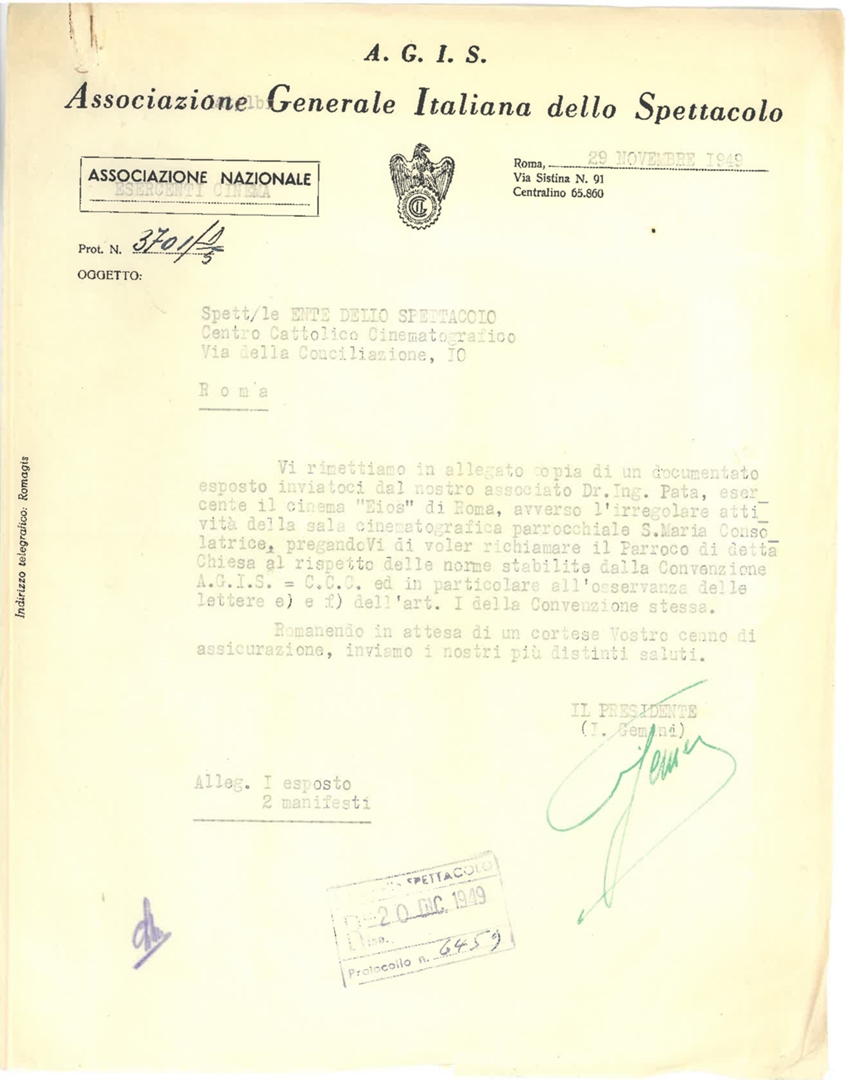 A. G. I. S.
Associazione Generale Italiana dello Spettacolo
ASSOCIAZIONE NAZIONALE
ESERCENTI CINEMA
Roma, 29 NOVEMBRE I949
Via Sistina N. 91
Centralino 65.860
Prot. N. 3701/
OGGETTO:
Spett/le ENTE DELLO SPETTACOLO
Centro Cattolico Cinematografico
Via della Conciliazione, IO
R o m a
Vi rimettiamo in allegato copia di un documentato
esposto inviatoci dal nostro associato Dr.Ing. Pata, eser_
cente il cinema "Eios" di Roma, avverso l'irregolare atti_
vità della sala cinematografica parrocchiale S.Maria Conso_
latrice, pregandoVi di voler richiamare il Parroco di detta
Chiesa al rispetto delle norme stabilite dalla Convenzione
A.G.I.S. = C.C.C. ed in particolare all'osservanza delle
lettere e) e f) dell'art. I della Convenzione stessa.
Romanendo in attesa di un cortese Vostro cenno di
assicurazione, inviamo i nostri più distinti saluti.
IL PRESIDENTE
(I. Gemini)
Alleg. I esposto
2 manifesti
SPETTACOLO
20 DIC. 1949
Protocollo n. 6459
Indirizzo telegrafico: Romagis